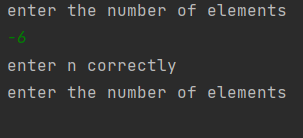 enter the number of elements
-6
enter n correctly
enter the number of elements